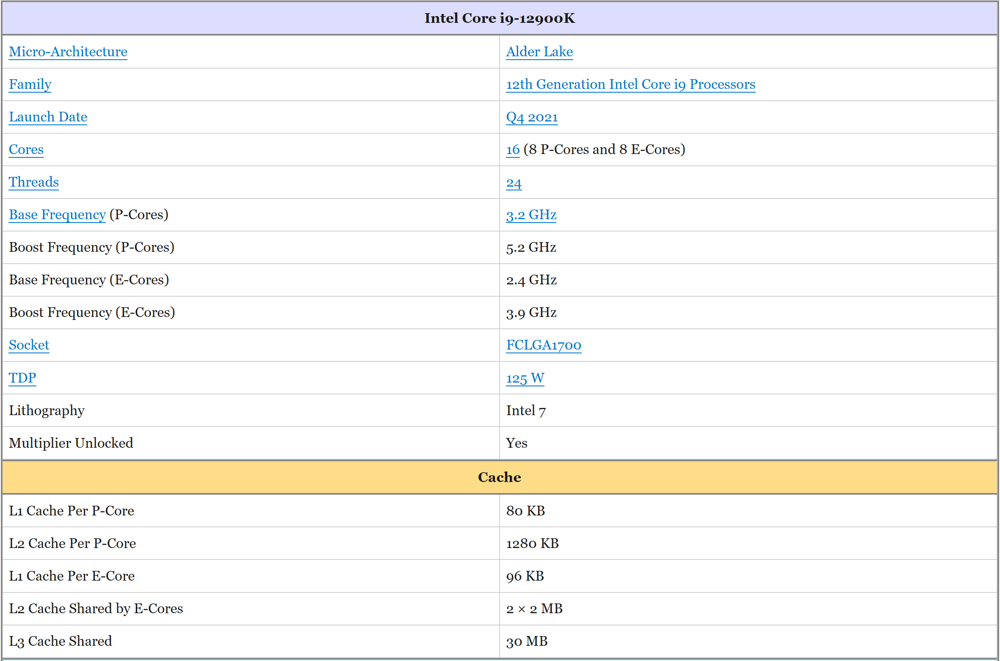 Intel Core i9-12900K
Micro-Architecture Alder Lake
Family 12th Generation Intel Core i9 Processors
Launch Date Q4 2021
Cores 16 (8 P-Cores and 8 E-Cores)
Threads 24
Base Frequency (P-Cores) 3.2 GHz
Boost Frequency (P-Cores) 5.2 GHz
Base Frequency (E-Cores) 2.4 GHz
Boost Frequency (E-Cores) 3.9 GHz
Socket FCLGA1700
TDP 125 W
Lithography Intel 7
Multiplier Unlocked Yes
Cache
L1 Cache Per P-Core 80 KB
L2 Cache Per P-Core 1280 KB
L1 Cache Per E-Core 96 KB
L2 Cache Shared by E-Cores 2 × 2 MB
L3 Cache Shared 30 MB